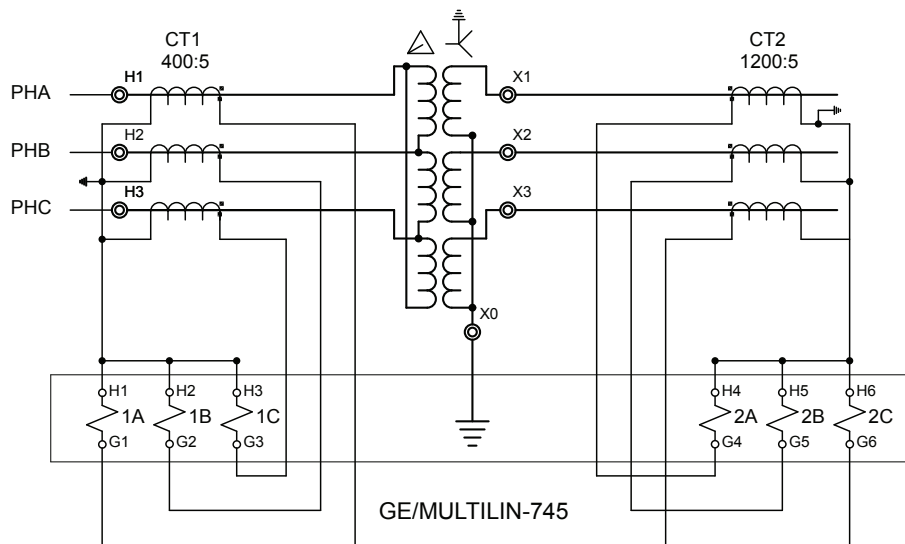 CT1
400:5
CT2
1200:5
PHA
H1
X1
PHB
H2
X2
PHC
H3
X3
X0
H1
H2
H3
H4
H5
H6
1A
1B
1C
2A
2B
2C
G1
G2
G3
G4
G5
G6
GE/MULTILIN-745